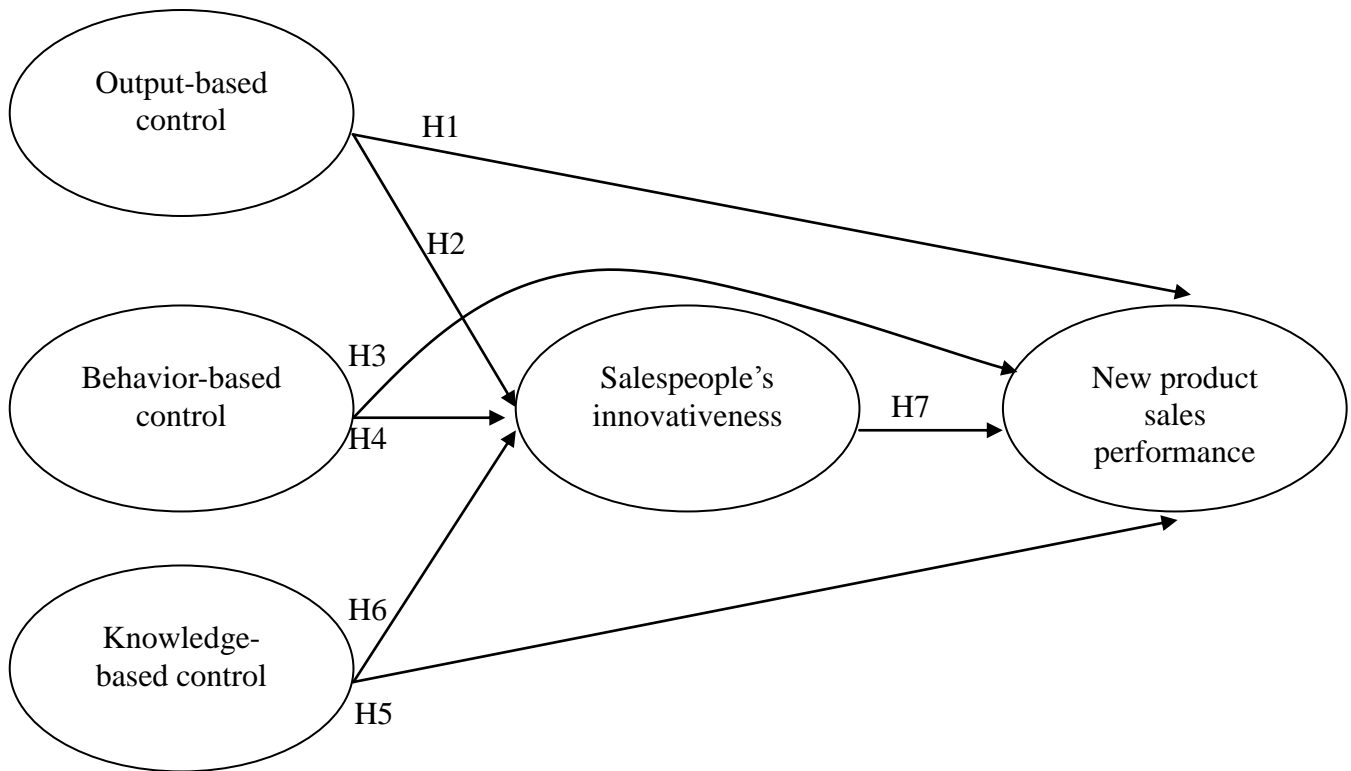 Output-based
control
H1
H2
H3
Behavior-based
control
H4
Salespeople’s
innovativeness
H7
New product
sales
performance
H6
Knowledge-
based control
H5